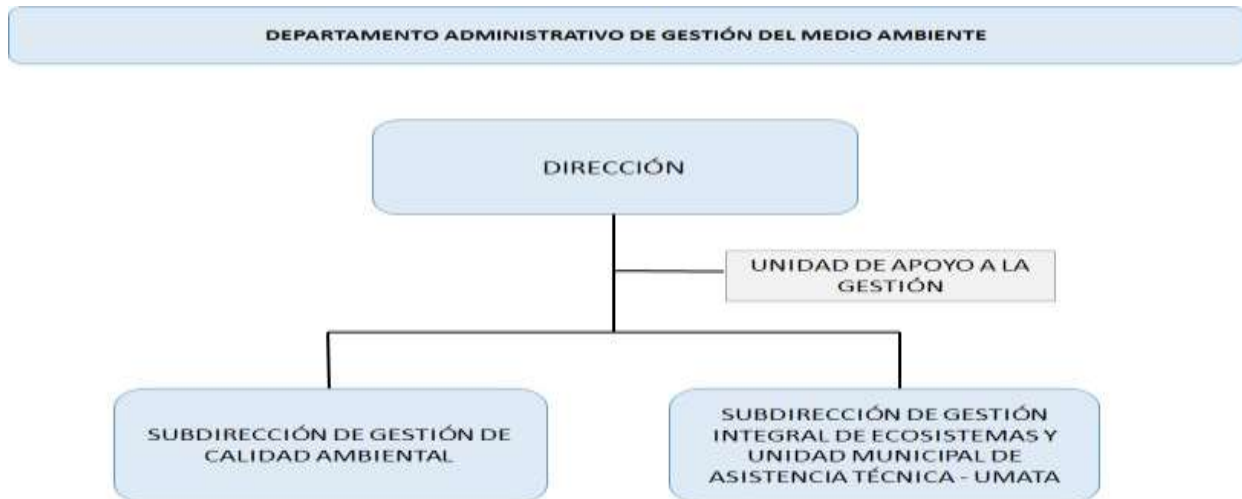 DEPARTAMENTO ADMINISTRATIVO DE GESTIÓN DEL MEDIO AMBIENTE
DIRECCIÓN
UNIDAD DE APOYO A LA
GESTIÓN
SUBDIRECCIÓN DE GESTIÓN DE
CALIDAD AMBIENTAL
SUBDIRECCIÓN DE GESTIÓN
INTEGRAL DE ECOSISTEMAS Y
UNIDAD MUNICIPAL DE
ASISTENCIA TÉCNICA - UMATA